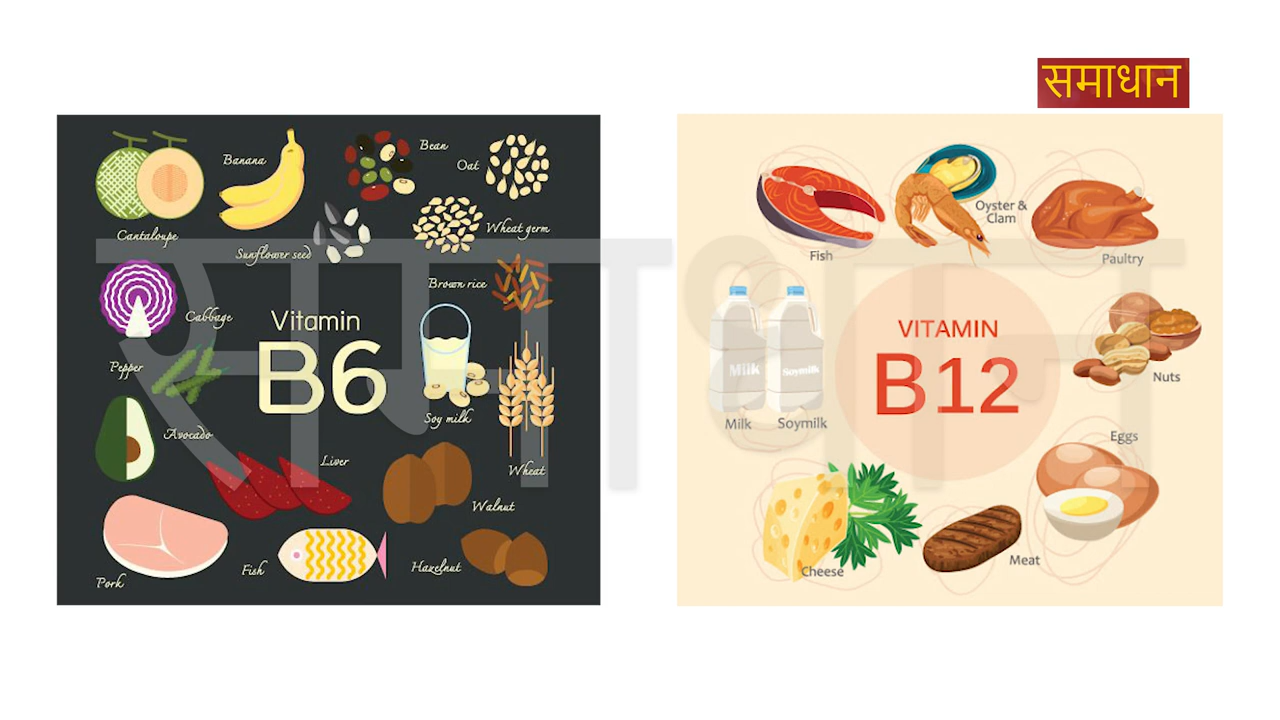 समाधान
Cantaloupe
Banana
Bean
Oat
Sunflower seed
Wheat germ
Brown rice
Cabbage
Pepper
Vitamin
B6
Soy milk
Avocado
Liver
Wheat
Walnut
Pork
Fish
Hazelnut
Fish
Oyster &
Clam
Paultry
VITAMIN
B12
Milk
Soymilk
Milk
Soymilk
Nuts
Eggs
Cheese
Meat
समाधान